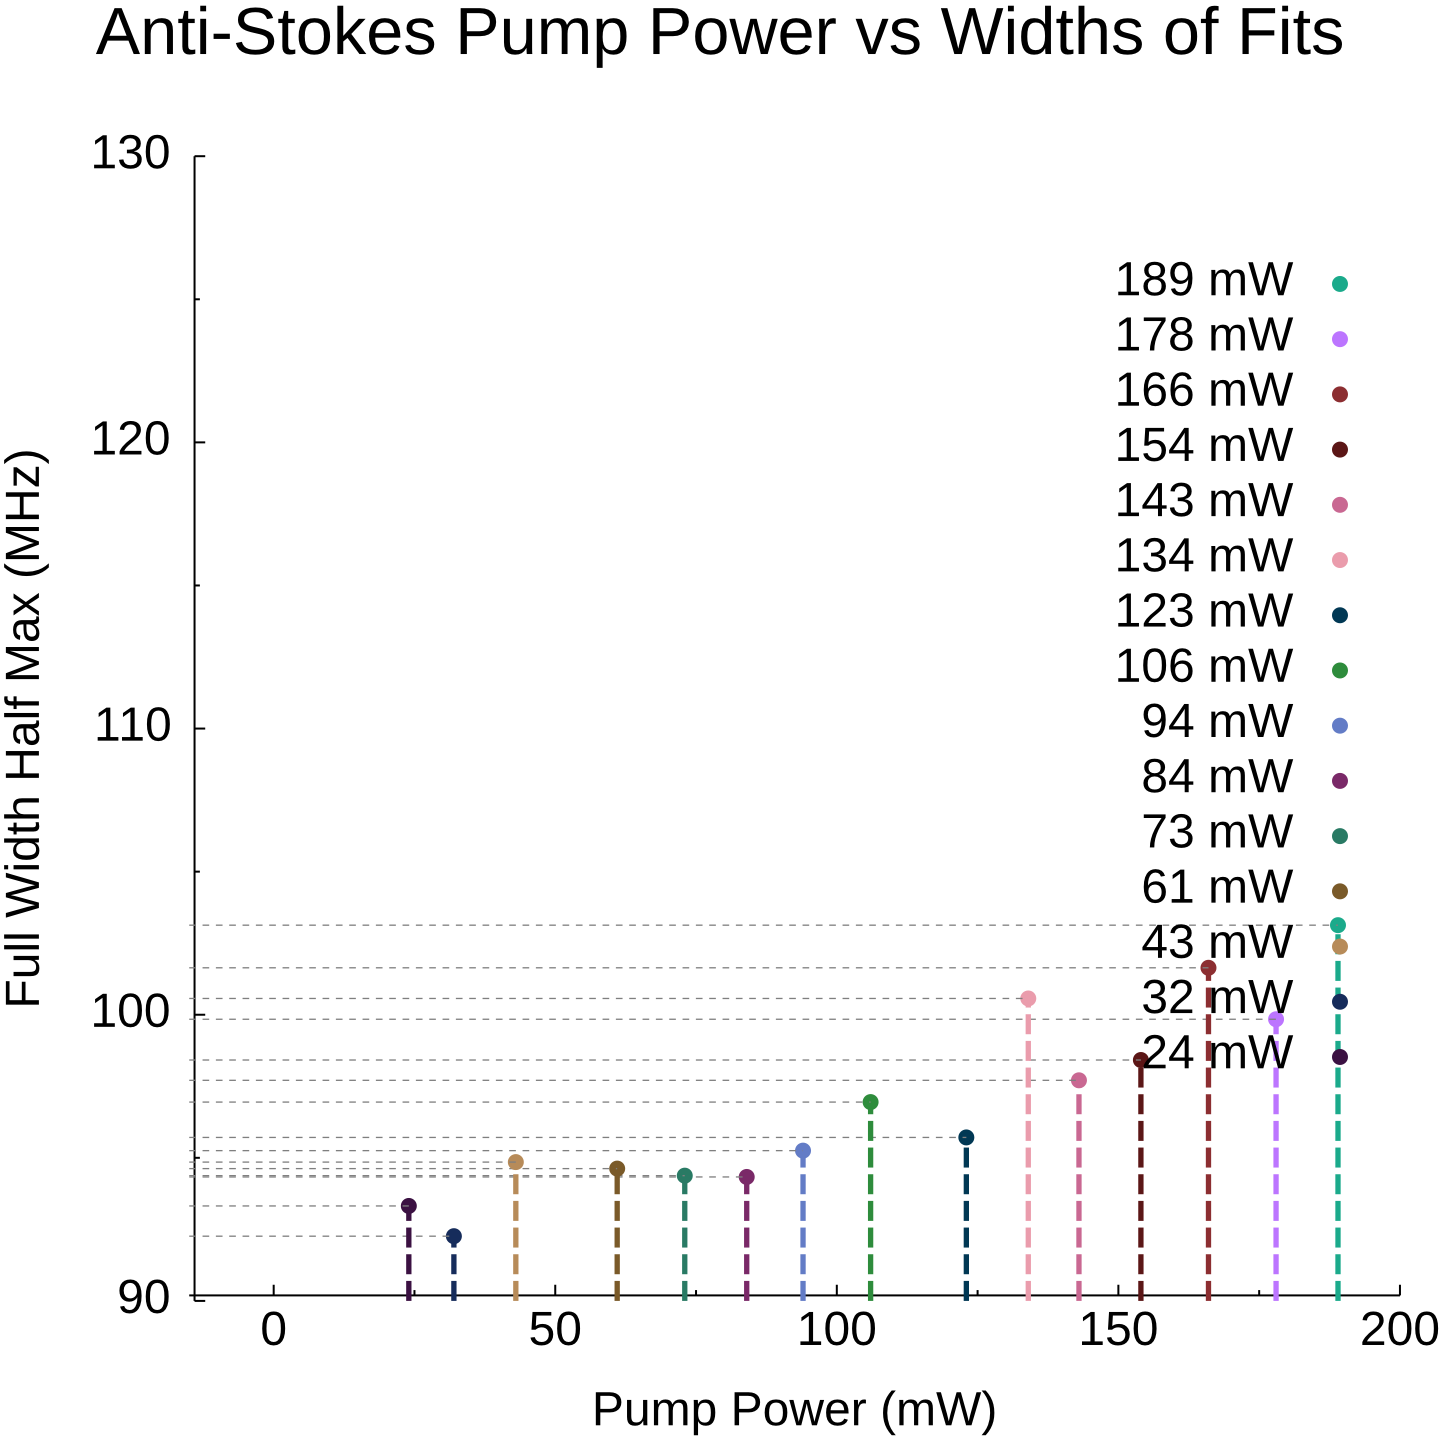 Anti-Stokes Pump Power vs Widths of Fits
130
120
110
100
90
Full Width Half Max (MHz)
189 mW
178 mW
166 mW
154 mW
143 mW
134 mW
123 mW
106 mW
94 mW
84 mW
73 mW
61 mW
43 mW
32 mW
24 mW
0 50 100 150 200
Pump Power (mW)